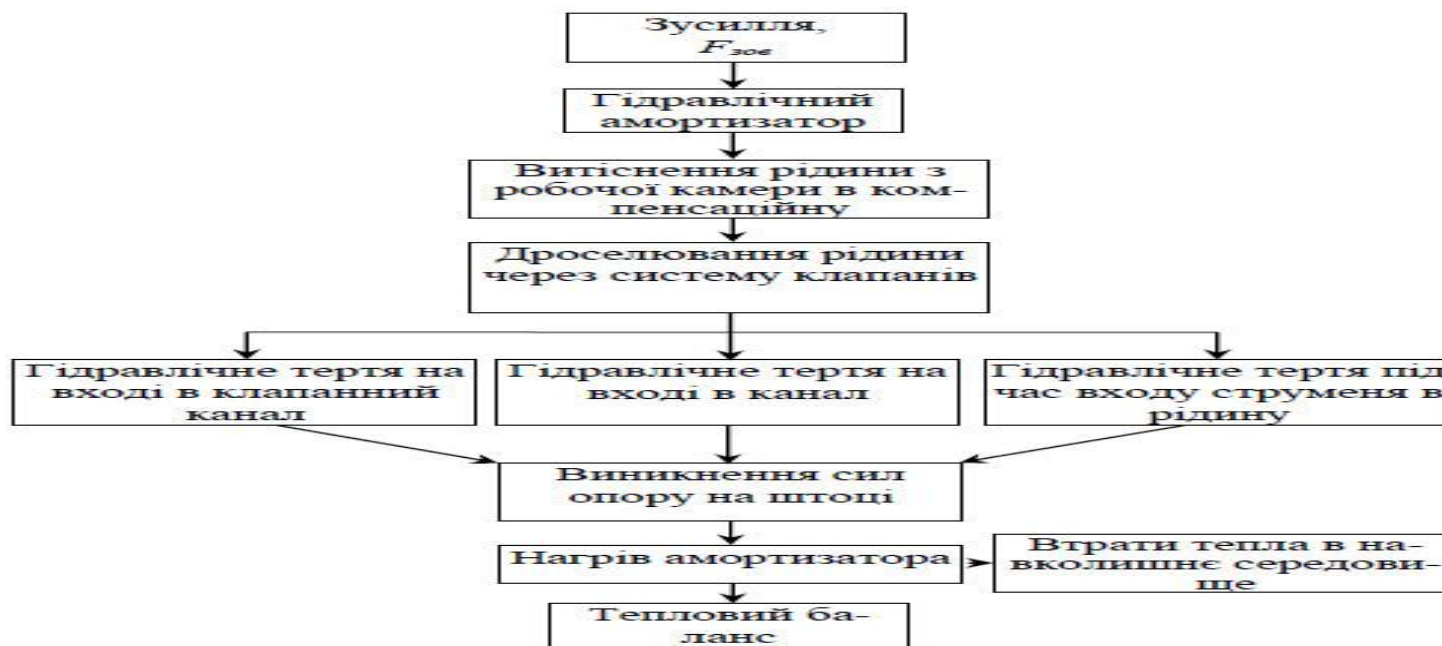 Зусилля,
Fзов
Гідравлічний
амортизатор
Витіснення рідини з
робочої камери в ком-
пенсаційну
Дроселювання рідини
через систему клапанів
Гідравлічне тертя на
вході в клапанний
канал
Гідравлічне тертя на
вході в канал
Гідравлічне тертя під
час входу струменя в
рідину
Виникнення сил
опору на штоці
Нагрів амортизатора
Втрати тепла в на-
вколишнє середови-
ще
Тепловий ба-
ланс